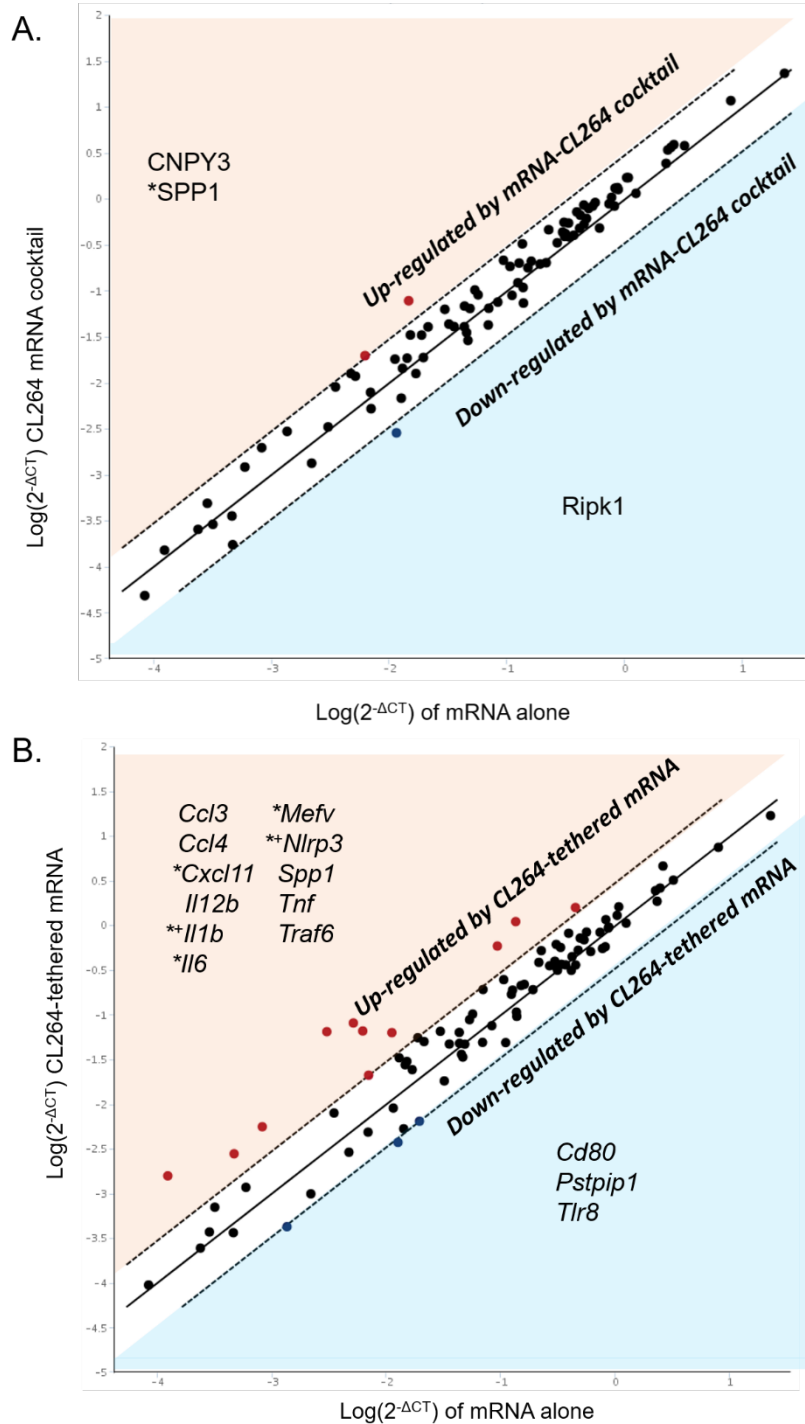 A.
2
1.5
1
0.5
0
-0.5
-1
-1.5
-2
-2.5
-3
-3.5
-4
-4.5
-5
-4
-3
-2
-1
0
1
Log(2-ΔCT) CL264 mRNA cocktail
CNPY3
*SPP1
Up-regulated by mRNA-CL264 cocktail
Down-regulated by mRNA-CL264 cocktail
Ripk1
Log(2-ΔCT) of mRNA alone
B.
2
1.5
1
0.5
0
-0.5
-1
-1.5
-2
-2.5
-3
-3.5
-4
-4.5
-5
-4
-3
-2
-1
0
1
Log(2-ΔCT) CL264-tethered mRNA
Ccl3 *Mefv
Ccl4 *+Nlrp3
*Cxcl11 Spp1
Il12b Tnf
*+Il1b Traf6
*Il6
Up-regulated by CL264-tethered mRNA
Down-regulated by CL264-tethered mRNA
Cd80
Pstpip1
Tlr8
Log(2-ΔCT) of mRNA alone